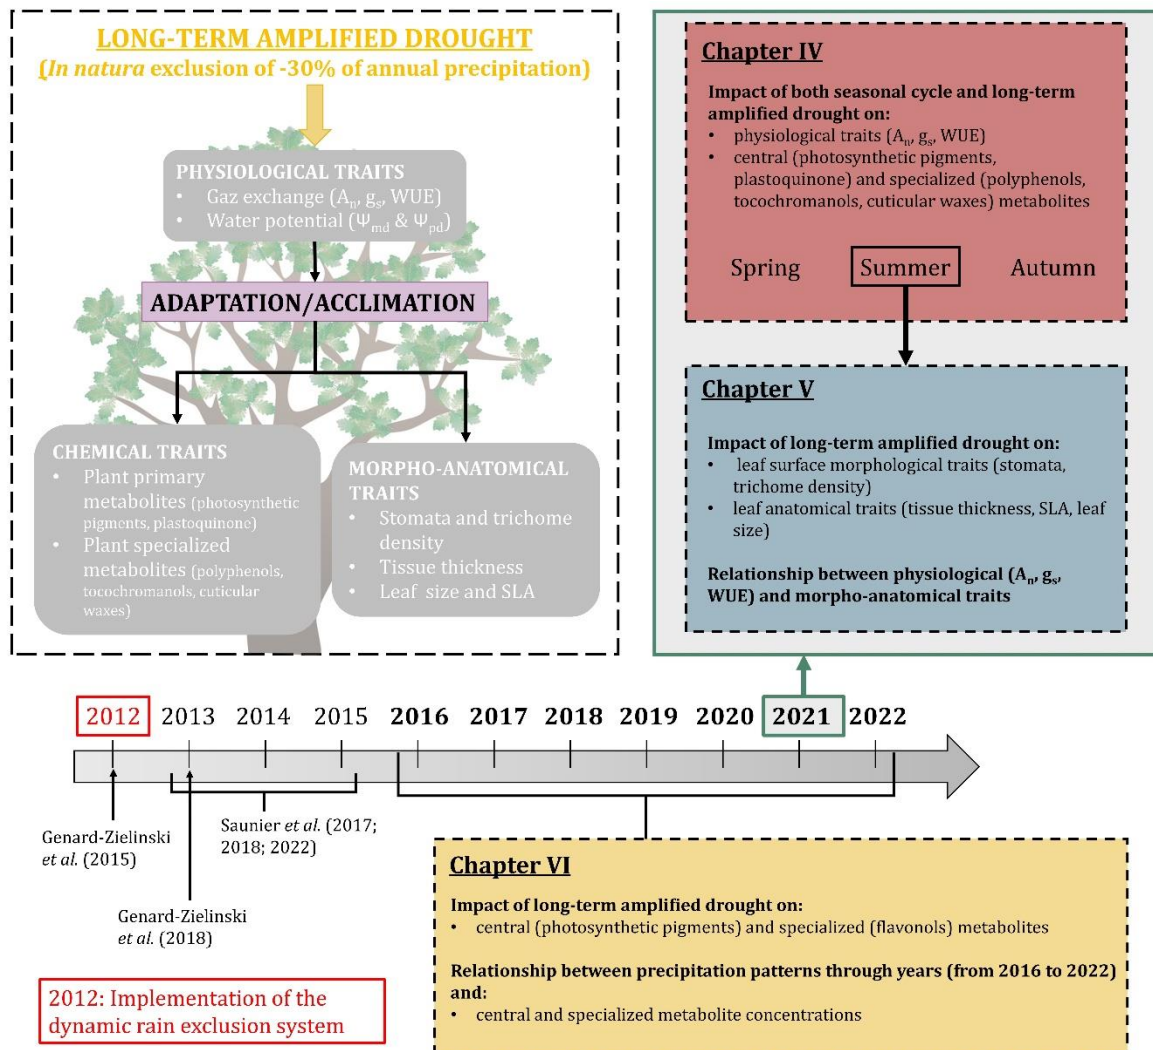 LONG-TERM AMPLIFIED DROUGHT
(In natura exclusion of -30% of annual precipitation)
PHYSIOLOGICAL TRAITS
• Gaz exchange (An, gs, WUE)
• Water potential (Ψmd & Ψpd)
ADAPTATION/ACCLIMATION
CHEMICAL TRAITS
• Plant primary
metabolites (photosynthetic
pigments, plastoquinone)
• Plant specialized
metabolites (polyphenols,
tocochromanols, cuticular
waxes)
MORPHO-ANATOMICAL
TRAITS
• Stomata and trichome
density
• Tissue thickness
• Leaf size and SLA
Chapter IV
Impact of both seasonal cycle and long-term
amplified drought on:
• physiological traits (An, gs, WUE)
• central (photosynthetic pigments,
plastoquinone) and specialized (polyphenols,
tocochromanols, cuticular waxes) metabolites
Spring Summer Autumn
Chapter V
Impact of long-term amplified drought on:
• leaf surface morphological traits (stomata,
trichome density)
• leaf anatomical traits (tissue thickness, SLA, leaf
size)
Relationship between physiological (An, gs,
WUE) and morpho-anatomical traits
2012 2013 2014 2015 2016 2017 2018 2019 2020 2021 2022
Genard-Zielinski
et al. (2015)
Saunier et al. (2017;
2018; 2022)
Genard-Zielinski
et al. (2018)
2012: Implementation of the
dynamic rain exclusion system
Chapter VI
Impact of long-term amplified drought on:
• central (photosynthetic pigments) and specialized (flavonols) metabolites
Relationship between precipitation patterns through years (from 2016 to 2022)
and:
• central and specialized metabolite concentrations